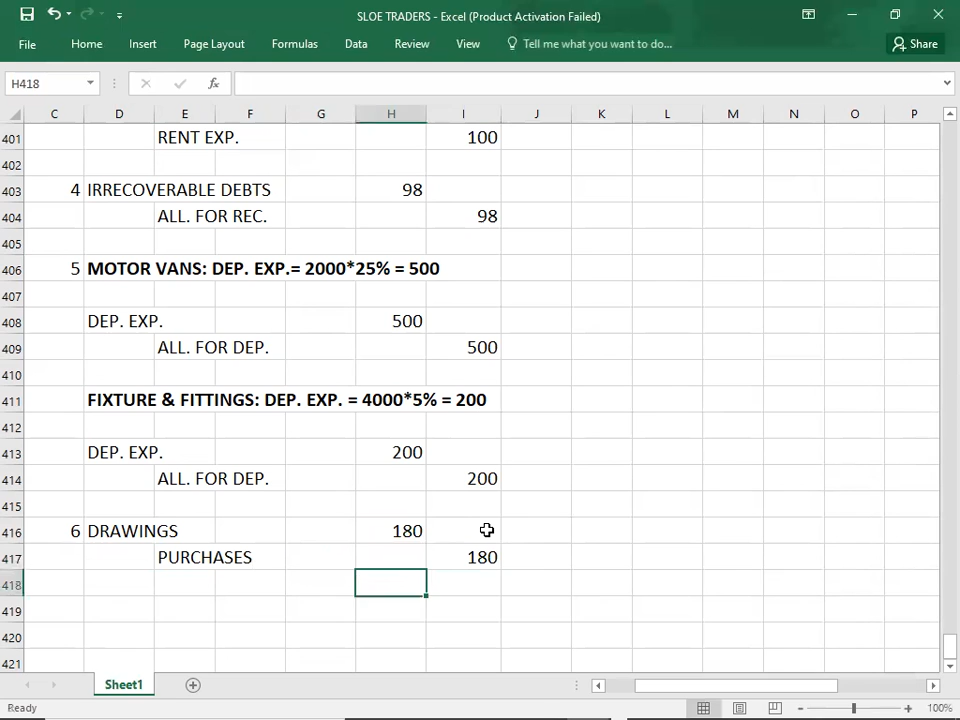 SLOE TRADERS - Excel (Product Activation Failed)
File Home Insert Page Layout Formulas Data Review View Tell me what you want to do... Share
H418 fx
C D E F G H I J K L M N O P
401 RENT EXP. 100
402
403 4 IRRECOVERABLE DEBTS 98
404 ALL. FOR REC. 98
405
406 5 MOTOR VANS: DEP. EXP.= 2000*25% = 500
407
408 DEP. EXP. 500
409 ALL. FOR DEP. 500
410
411 FIXTURE & FITTINGS: DEP. EXP. = 4000*5% = 200
412
413 DEP. EXP. 200
414 ALL. FOR DEP. 200
415
416 6 DRAWINGS 180
417 PURCHASES 180
418
419
420
421
Sheet1
Ready 100%